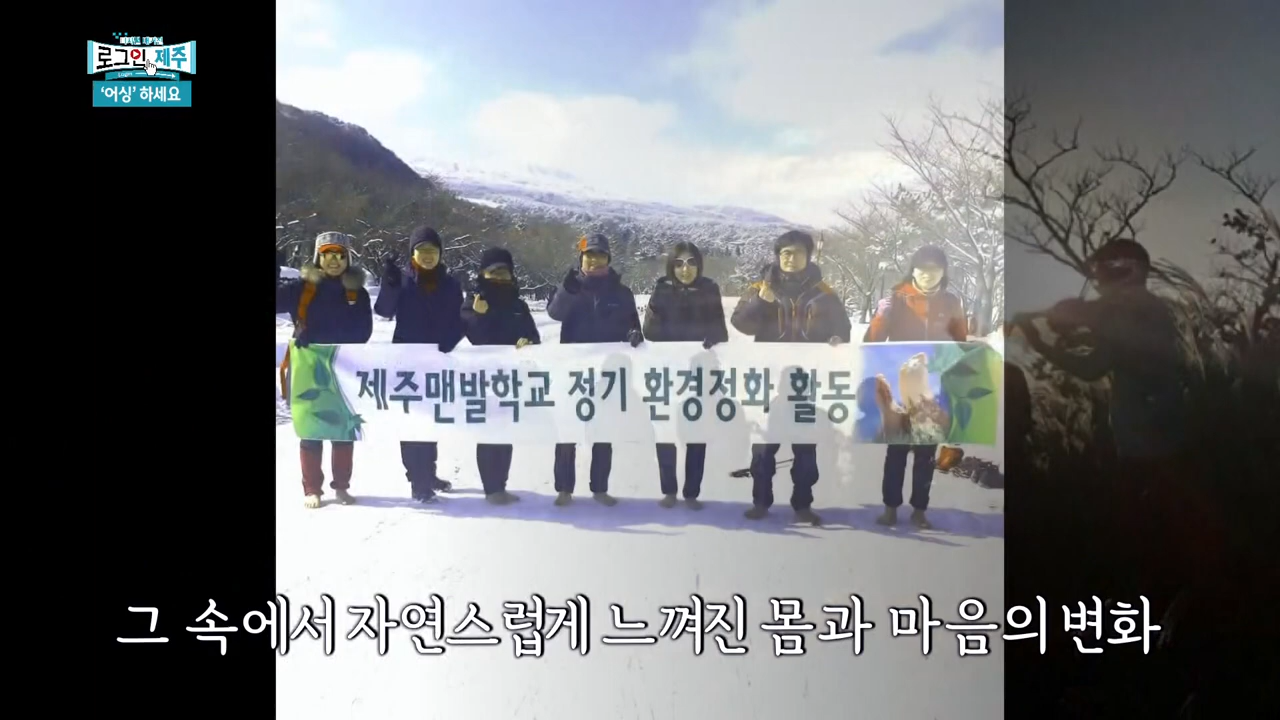 로그인 제주
'어싱' 하세요
제주맨발학교 정기 환경정화 활동
그 속에서 자연스럽게 느껴진 몸과 마음의 변화